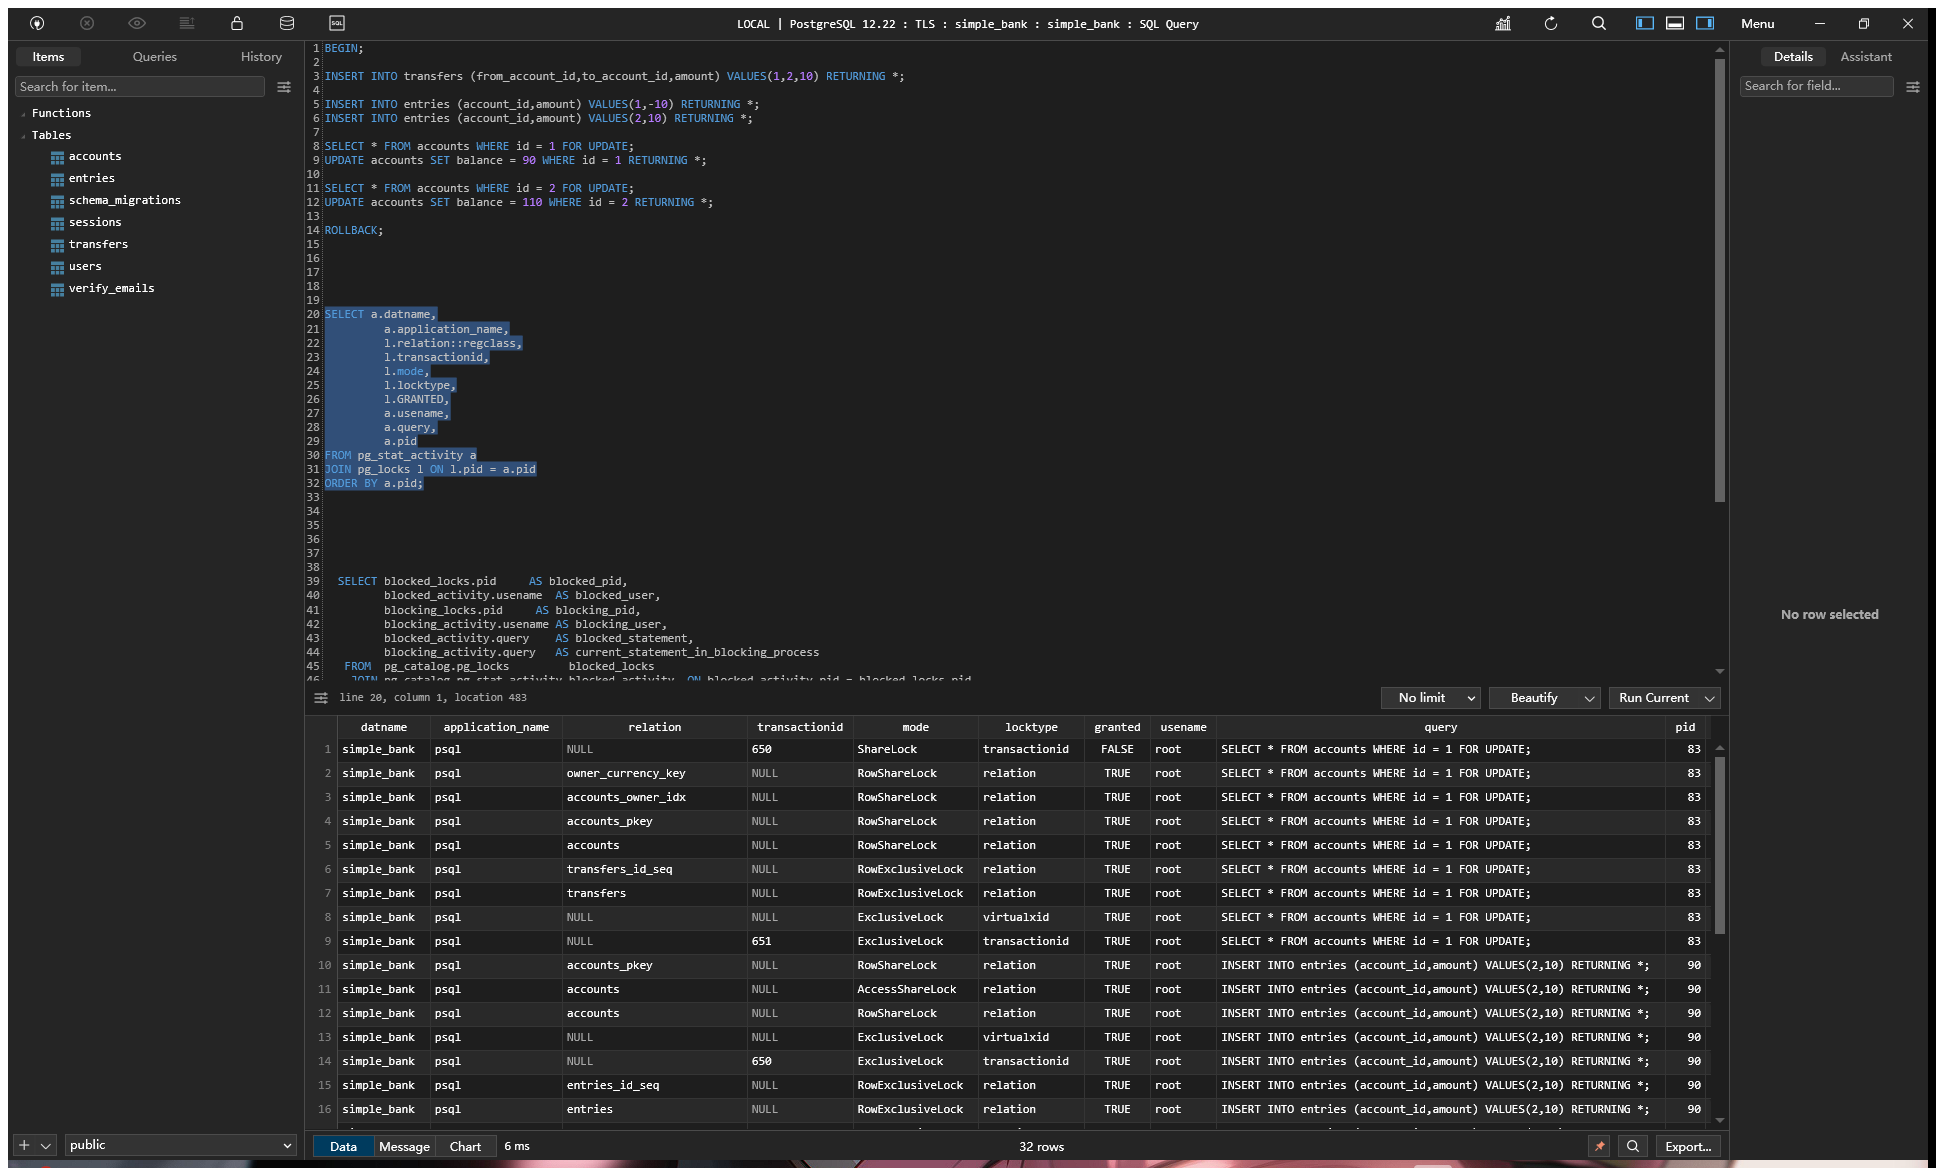 SQL
LOCAL | PostgreSQL 12.22 : TLS : simple_bank : simple_bank : SQL Query
Menu
Items
Queries
History
Search for item...
Functions
Tables
accounts
entries
schema_migrations
sessions
transfers
users
verify_emails
1 BEGIN;
2
3 INSERT INTO transfers (from_account_id,to_account_id,amount) VALUES(1,2,10) RETURNING *;
4
5 INSERT INTO entries (account_id,amount) VALUES(1,-10) RETURNING *;
6 INSERT INTO entries (account_id,amount) VALUES(2,10) RETURNING *;
7
8 SELECT * FROM accounts WHERE id = 1 FOR UPDATE;
9 UPDATE accounts SET balance = 90 WHERE id = 1 RETURNING *;
10
11 SELECT * FROM accounts WHERE id = 2 FOR UPDATE;
12 UPDATE accounts SET balance = 110 WHERE id = 2 RETURNING *;
13
14 ROLLBACK;
15
16
17
18
19
20 SELECT a.datname,
21 a.application_name,
22 l.relation::regclass,
23 l.transactionid,
24 l.mode,
25 l.locktype,
26 l.GRANTED,
27 a.usename,
28 a.query,
29 a.pid
30 FROM pg_stat_activity a
31 JOIN pg_locks l ON l.pid = a.pid
32 ORDER BY a.pid;
33
34
35
36
37
38
39 SELECT blocked_locks.pid AS blocked_pid,
40 blocked_activity.usename AS blocked_user,
41 blocking_locks.pid AS blocking_pid,
42 blocking_activity.usename AS blocking_user,
43 blocked_activity.query AS blocked_statement,
44 blocking_activity.query AS current_statement_in_blocking_process
45 FROM pg_catalog.pg_locks blocked_locks
46 JOIN pg_catalog.pg_stat_activity blocked_activity ON blocked_activity.pid = blocked_locks.pid
line 20, column 1, location 483
No limit
Beautify
Run Current
datname application_name relation transactionid mode locktype granted usename query pid
1 simple_bank psql NULL 650 ShareLock transactionid FALSE root SELECT * FROM accounts WHERE id = 1 FOR UPDATE; 83
2 simple_bank psql owner_currency_key NULL RowShareLock relation TRUE root SELECT * FROM accounts WHERE id = 1 FOR UPDATE; 83
3 simple_bank psql accounts_owner_idx NULL RowShareLock relation TRUE root SELECT * FROM accounts WHERE id = 1 FOR UPDATE; 83
4 simple_bank psql accounts_pkey NULL RowShareLock relation TRUE root SELECT * FROM accounts WHERE id = 1 FOR UPDATE; 83
5 simple_bank psql accounts NULL RowShareLock relation TRUE root SELECT * FROM accounts WHERE id = 1 FOR UPDATE; 83
6 simple_bank psql transfers_id_seq NULL RowExclusiveLock relation TRUE root SELECT * FROM accounts WHERE id = 1 FOR UPDATE; 83
7 simple_bank psql transfers NULL RowExclusiveLock relation TRUE root SELECT * FROM accounts WHERE id = 1 FOR UPDATE; 83
8 simple_bank psql NULL NULL ExclusiveLock virtualxid TRUE root SELECT * FROM accounts WHERE id = 1 FOR UPDATE; 83
9 simple_bank psql NULL 651 ExclusiveLock transactionid TRUE root SELECT * FROM accounts WHERE id = 1 FOR UPDATE; 83
10 simple_bank psql accounts_pkey NULL RowShareLock relation TRUE root INSERT INTO entries (account_id,amount) VALUES(2,10) RETURNING *; 90
11 simple_bank psql accounts NULL AccessShareLock relation TRUE root INSERT INTO entries (account_id,amount) VALUES(2,10) RETURNING *; 90
12 simple_bank psql accounts NULL RowShareLock relation TRUE root INSERT INTO entries (account_id,amount) VALUES(2,10) RETURNING *; 90
13 simple_bank psql NULL NULL ExclusiveLock virtualxid TRUE root INSERT INTO entries (account_id,amount) VALUES(2,10) RETURNING *; 90
14 simple_bank psql NULL 650 ExclusiveLock transactionid TRUE root INSERT INTO entries (account_id,amount) VALUES(2,10) RETURNING *; 90
15 simple_bank psql entries_id_seq NULL RowExclusiveLock relation TRUE root INSERT INTO entries (account_id,amount) VALUES(2,10) RETURNING *; 90
16 simple_bank psql entries NULL RowExclusiveLock relation TRUE root INSERT INTO entries (account_id,amount) VALUES(2,10) RETURNING *; 90
public
Data
Message
Chart
6 ms
32 rows
Export...
Details
Assistant
Search for field...
No row selected